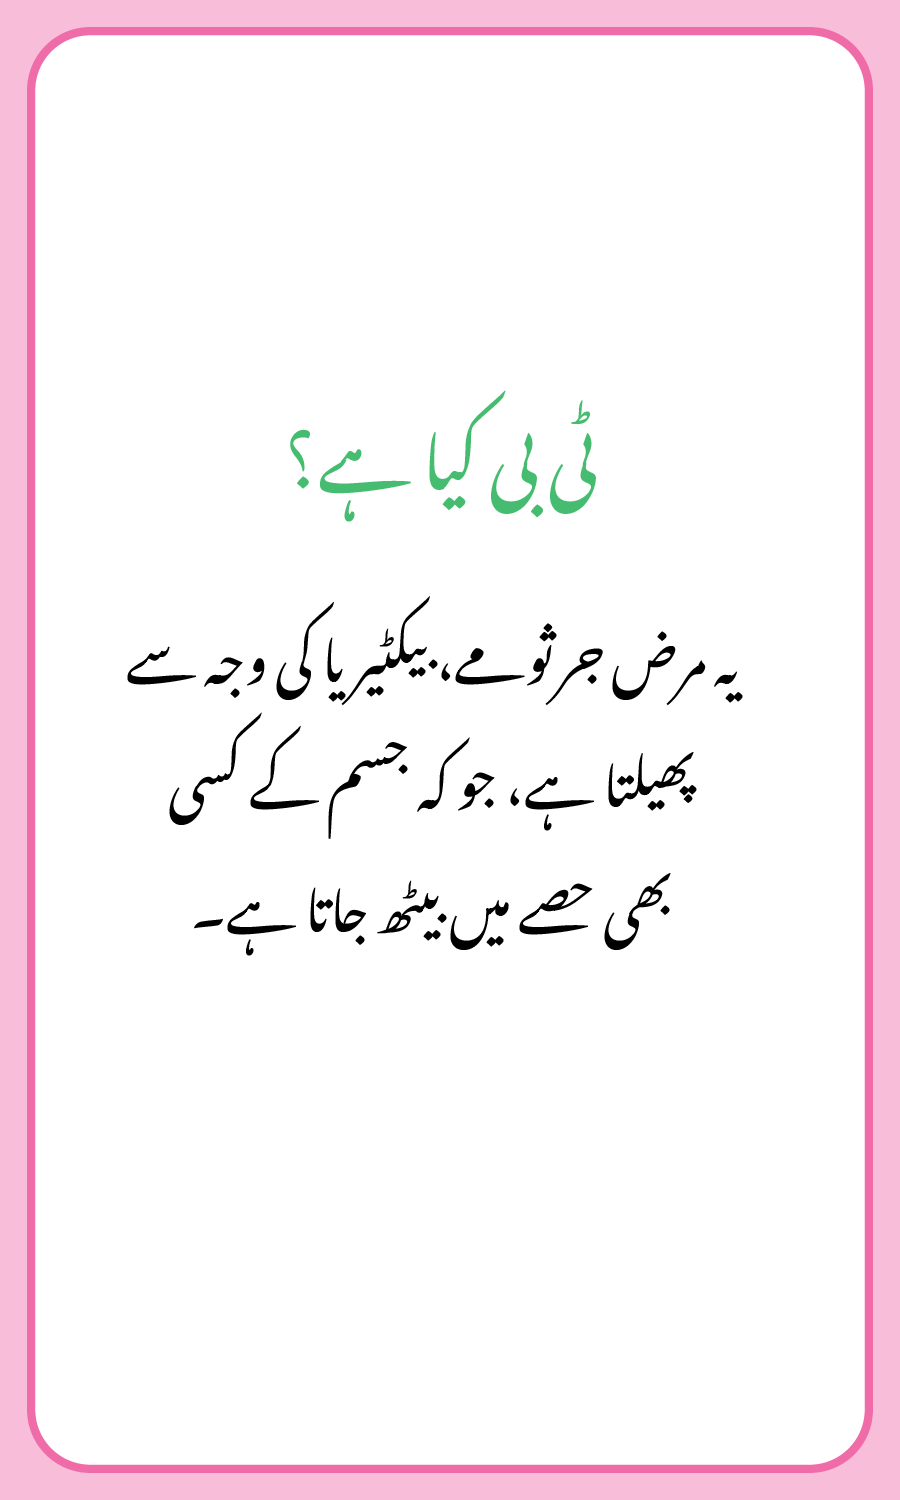 ٹی بی کیا ہے؟
یہ مرض جرثومے، بیکٹیریا کی وجہ سے
پھیلتا ہے، جو کہ جسم کے کسی
بھی حصے میں بیٹھ جاتا ہے۔